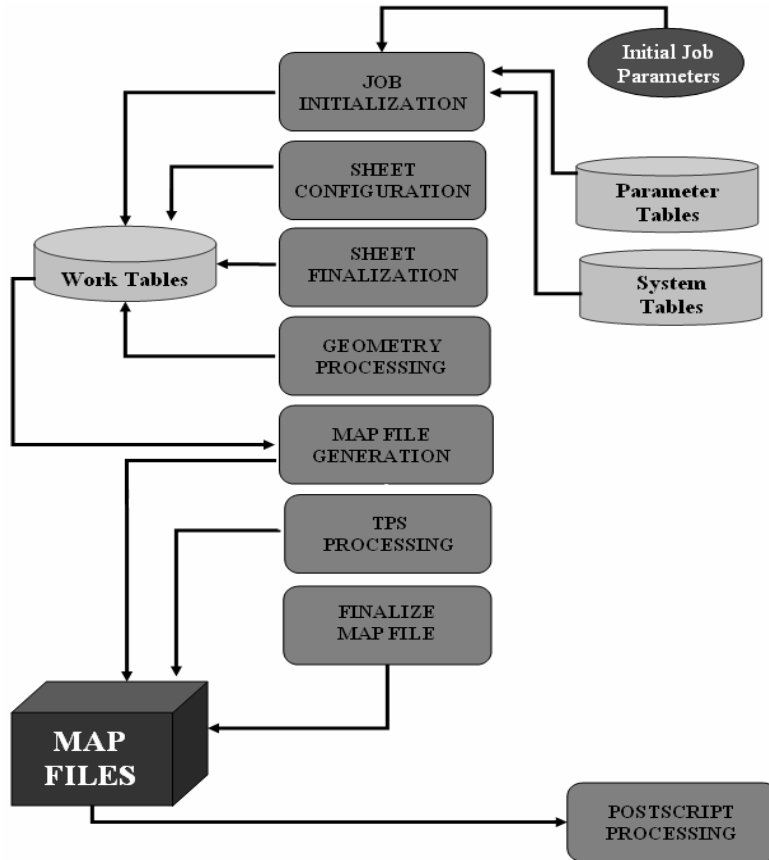 Initial Job
Parameters
JOB
INITIALIZATION
SHEET
CONFIGURATION
Parameter
Tables
SHEET
FINALIZATION
Work Tables
System
Tables
GEOMETRY
PROCESSING
MAP FILE
GENERATION
TPS
PROCESSING
FINALIZE
MAP FILE
MAP
FILES
POSTSCRIPT
PROCESSING